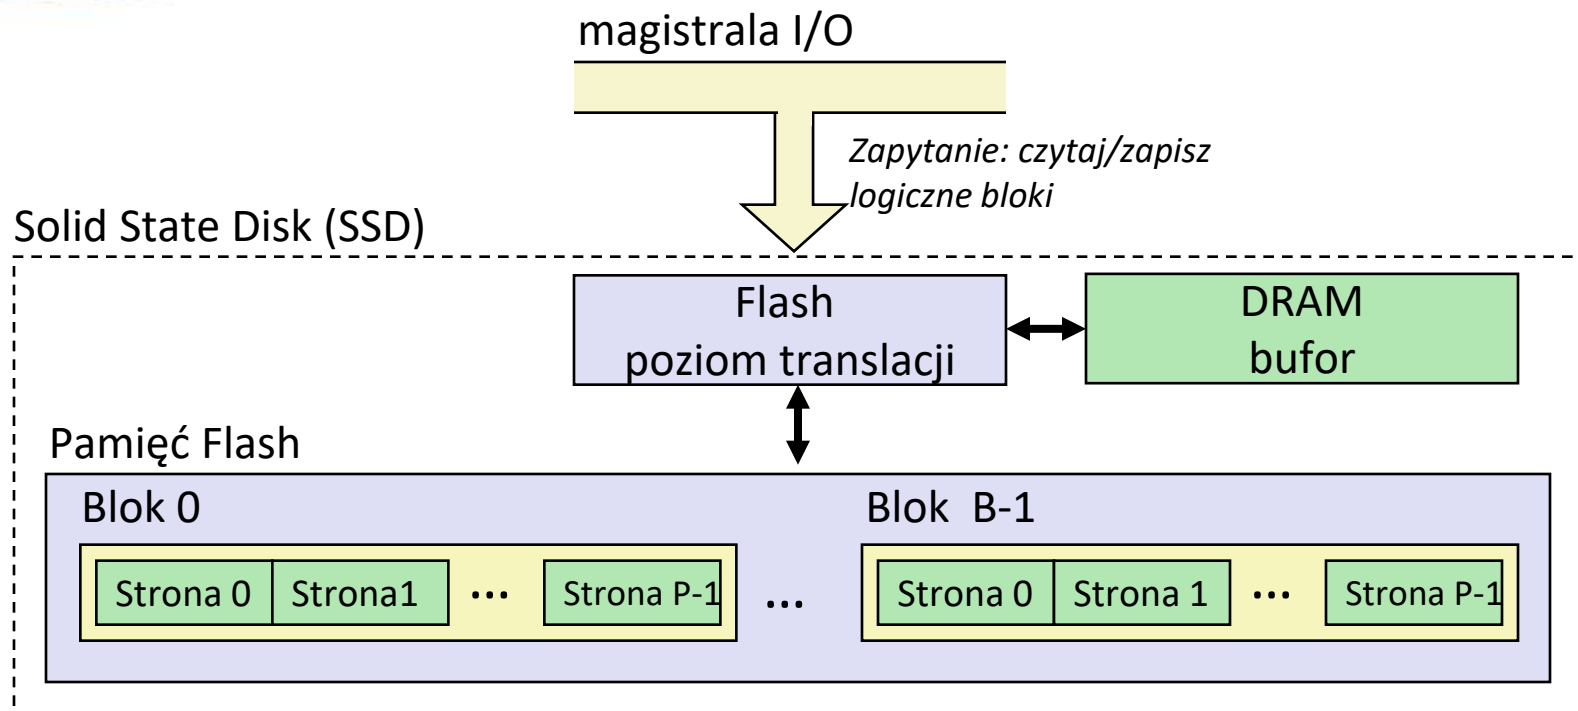 magistrala I/O
Zapytanie: czytaj/zapisz
logiczne bloki
Solid State Disk (SSD)
Flash
poziom translacji
DRAM
bufor
Pamięć Flash
Blok 0
Blok B-1
Strona 0 Strona1 ... Strona P-1 ... Strona 0 Strona 1 ... Strona P-1